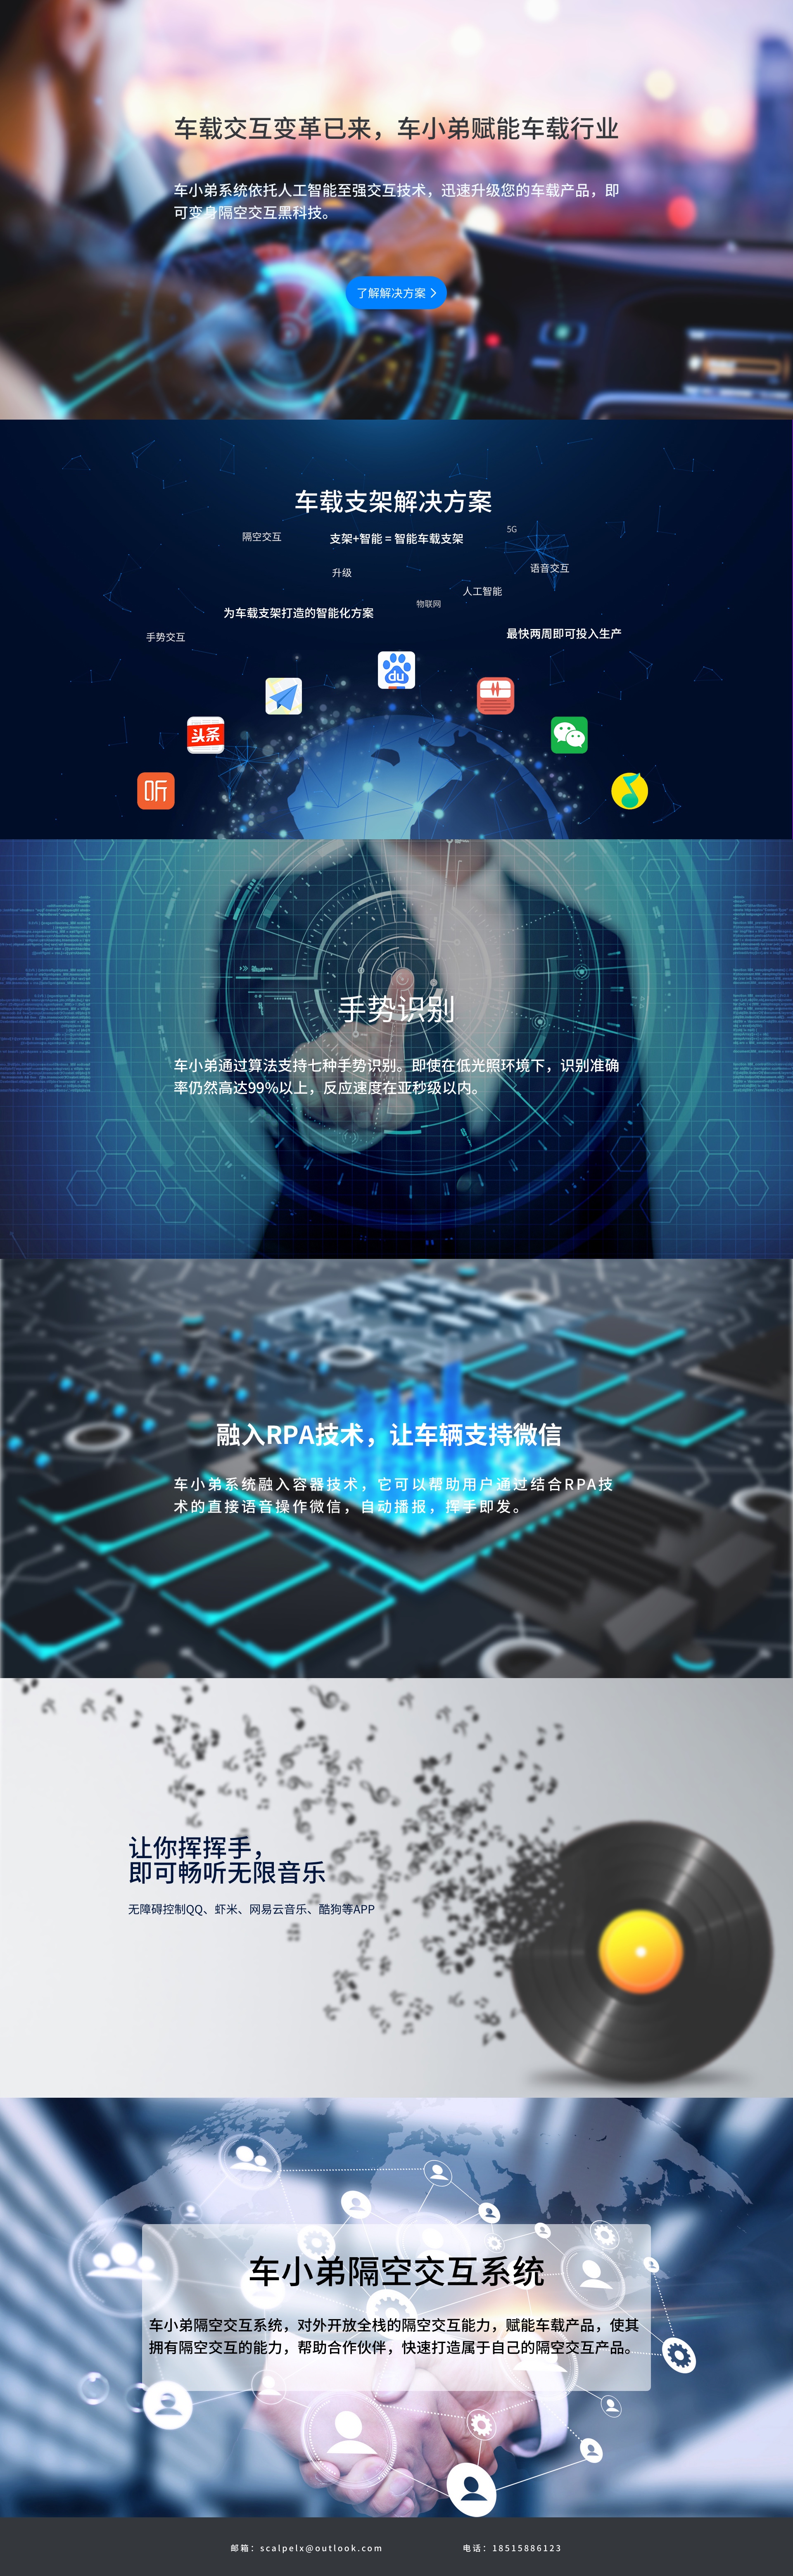 车载交互变革已来，车小弟赋能车载行业
车小弟系统依托人工智能至强交互技术，迅速升级您的车载产品，即
可变身隔空交互黑科技。
了解解决方案
车载支架解决方案
5G
隔空交互
支架+智能 = 智能车载支架
语音交互
升级
人工智能
物联网
为车载支架打造的智能化方案
手势交互
最快两周即可投入生产
du
头条
听
手势识别
车小弟通过算法支持七种手势识别。即使在低光照环境下，识别准确
率仍然高达99%以上，反应速度在亚秒级以内。
融入RPA技术，让车辆支持微信
车小弟系统融入容器技术，它可以帮助用户通过结合RPA技
术的直接语音操作微信，自动播报，挥手即发。
让你挥挥手，
即可畅听无限音乐
无障碍控制QQ、虾米、网易云音乐、酷狗等APP
车小弟隔空交互系统
车小弟隔空交互系统，对外开放全栈的隔空交互能力，赋能车载产品，使其
拥有隔空交互的能力，帮助合作伙伴，快速打造属于自己的隔空交互产品。
邮箱：scalpelx@outlook.com
电话：18515886123